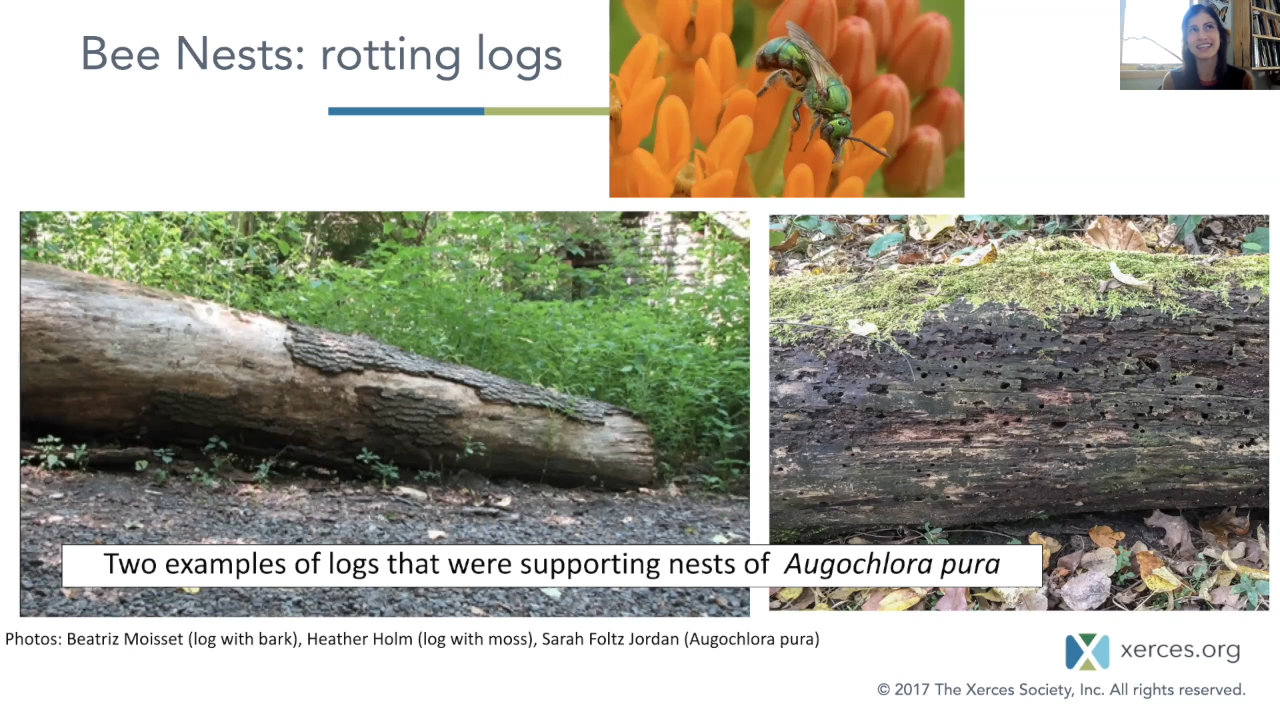 Bee Nests: rotting logs
Two examples of logs that were supporting nests of Augochlora pura
Photos: Beatriz Moisset (log with bark), Heather Holm (log with moss), Sarah Foltz Jordan (Augochlora pura)
xerces.org
© 2017 The Xerces Society, Inc. All rights reserved.